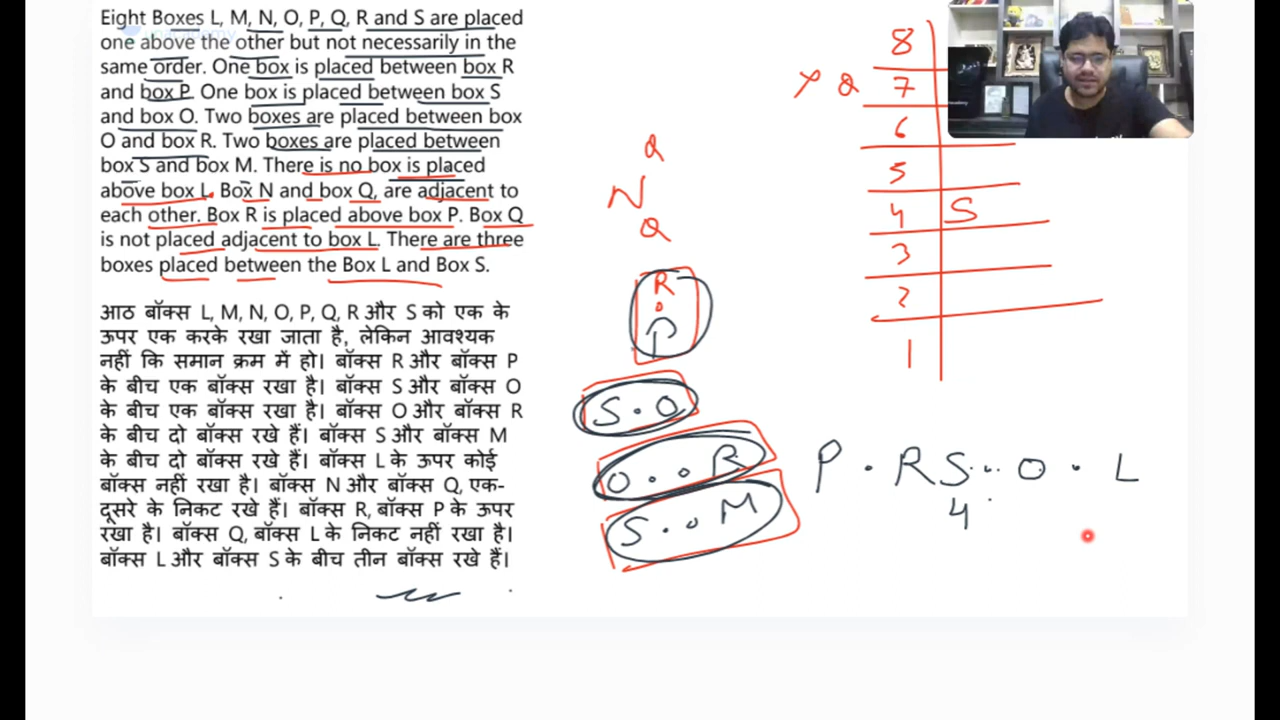 Eight Boxes L, M, N, O, P, Q, R and S are placed
one above the other but not necessarily in the
same order. One box is placed between box R
and box P. One box is placed between box S
and box O. Two boxes are placed between box
O and box R. Two boxes are placed between
box S and box M. There is no box is placed
above box L. Box N and box Q, are adjacent to
each other. Box R is placed above box P. Box Q
is not placed adjacent to box L. There are three
boxes placed between the Box L and Box S.
आठ बॉक्स L, M, N, O, P, Q, R और S को एक के
ऊपर एक करके रखा जाता है, लेकिन आवश्यक
नहीं कि समान क्रम में हो। बॉक्स R और बॉक्स P
के बीच एक बॉक्स रखा है। बॉक्स S और बॉक्स O
के बीच एक बॉक्स रखा है। बॉक्स O और बॉक्स R
के बीच दो बॉक्स रखे हैं। बॉक्स S और बॉक्स M
के बीच दो बॉक्स रखे हैं। बॉक्स L के ऊपर कोई
बॉक्स नहीं रखा है। बॉक्स N और बॉक्स Q, एक-
दूसरे के निकट रखे हैं। बॉक्स R, बॉक्स P के ऊपर
रखा है। बॉक्स Q, बॉक्स L के निकट नहीं रखा है।
बॉक्स L और बॉक्स S के बीच तीन बॉक्स रखे हैं।
Q
N
Q
R
.
P
S . O
O . . R
S . . M
8
x Q 7
6
5
4 S
3
2
1
P . R S . . O . L
4